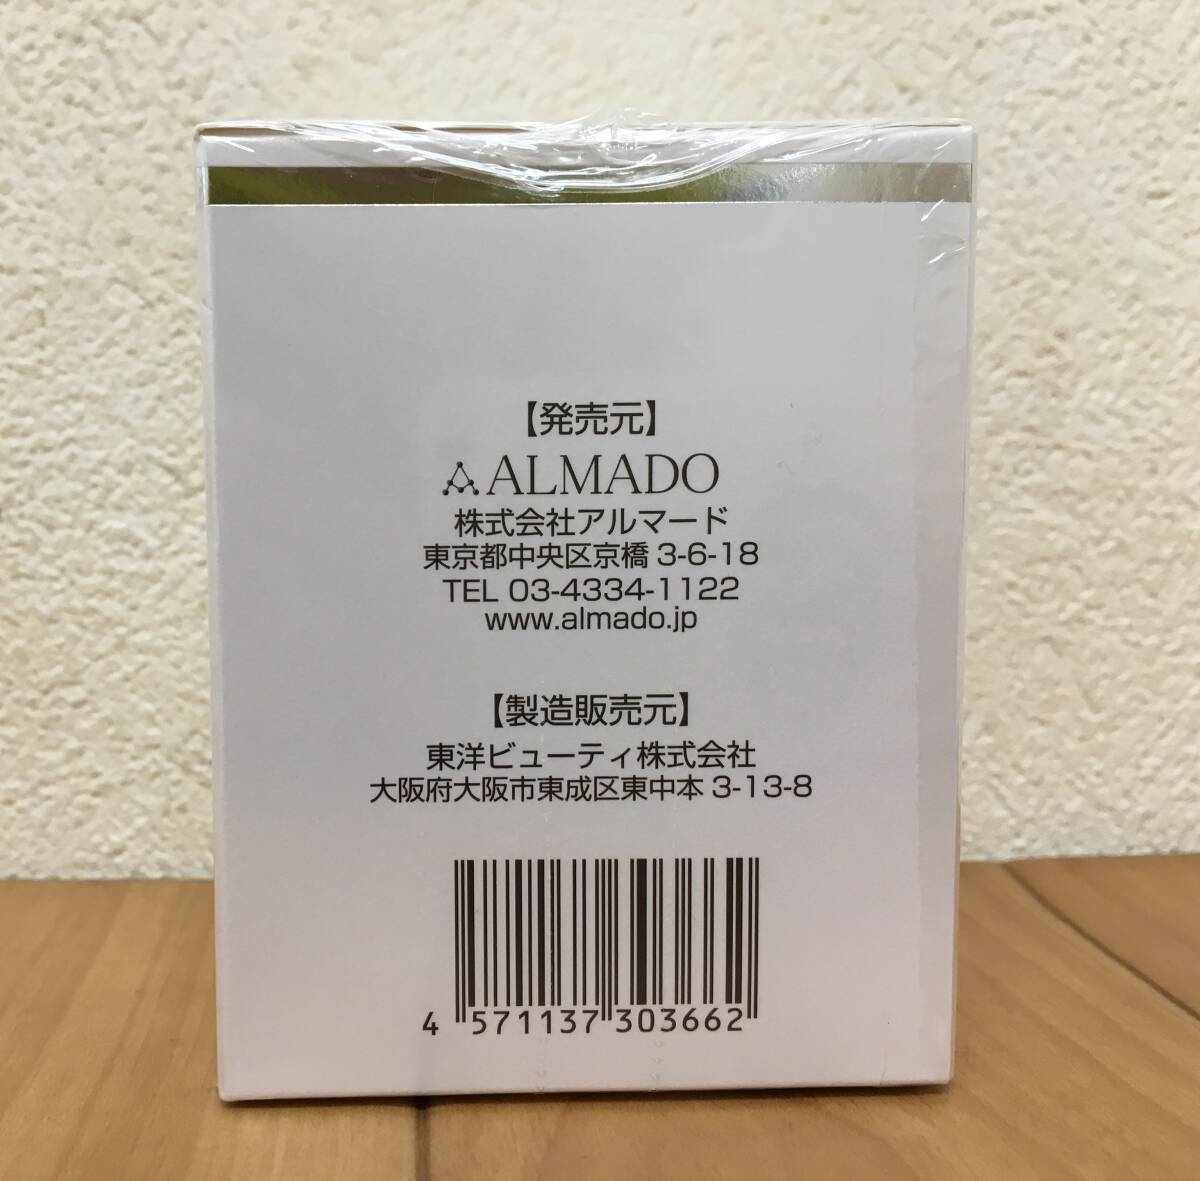 【発売元】
ALMADO
株式会社アルマード
東京都中央区京橋 3-6-18
TEL 03-4334-1122
www.almado.jp
【製造販売元】
東洋ビューティ株式会社
大阪府大阪市東成区東中本 3-13-8
4 571137 303662